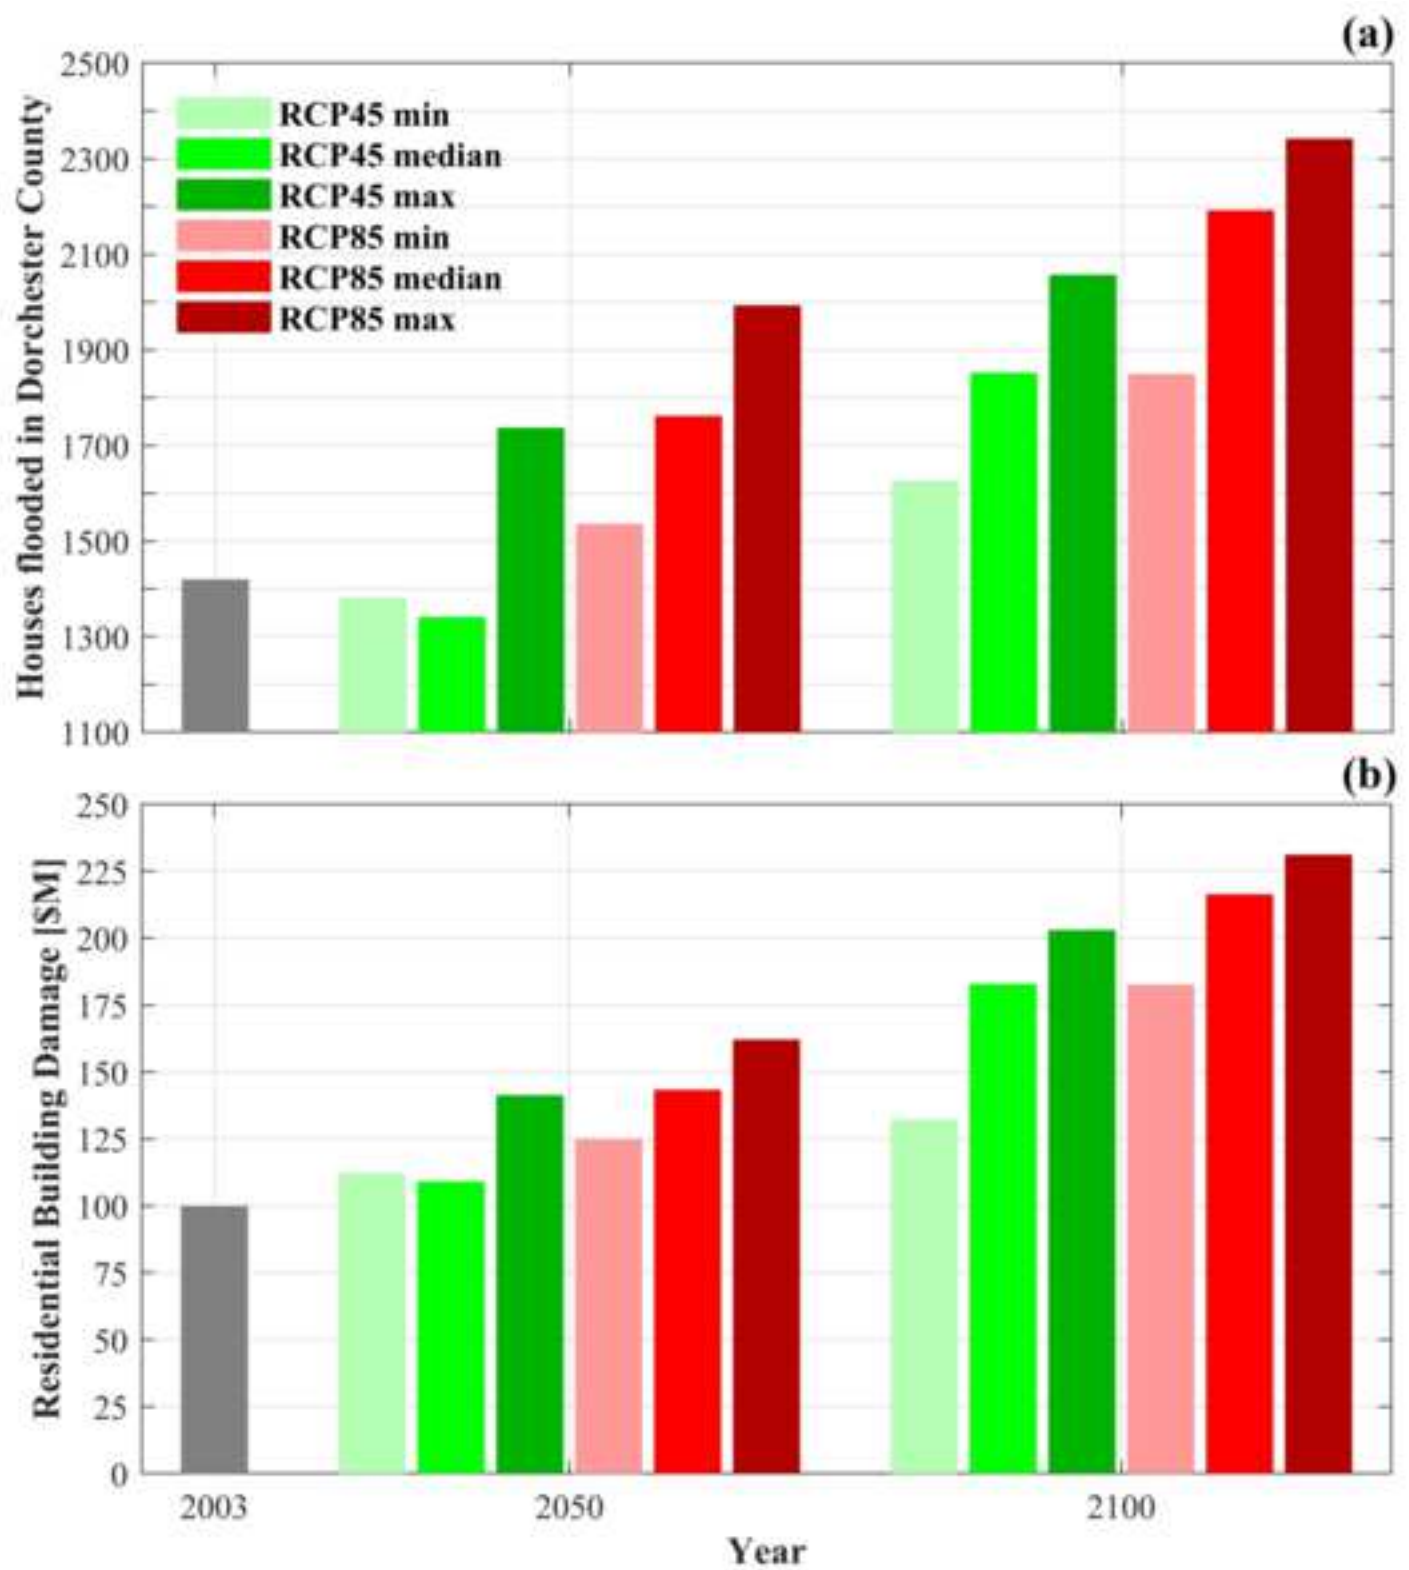 (a)
Houses flooded in Dorchester County
2500
2300
2100
1900
1700
1500
1300
1100
RCP45 min
RCP45 median
RCP45 max
RCP85 min
RCP85 median
RCP85 max
(b)
Residential Building Damage [$M]
250
225
200
175
150
125
100
75
50
25
0
2003
2050
2100
Year